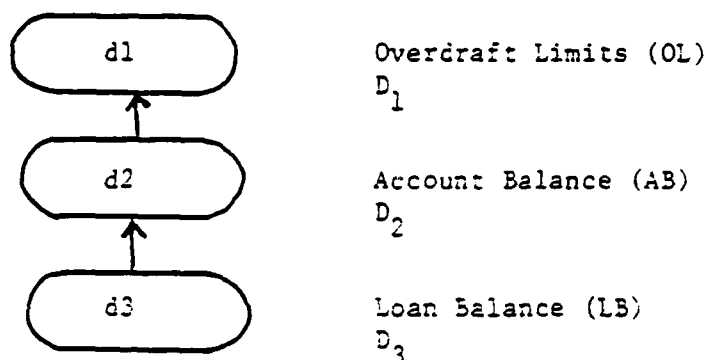 d1
Overdraft Limits (OL)
D1
d2
Account Balance (AB)
D2
d3
Loan Balance (LB)
D3